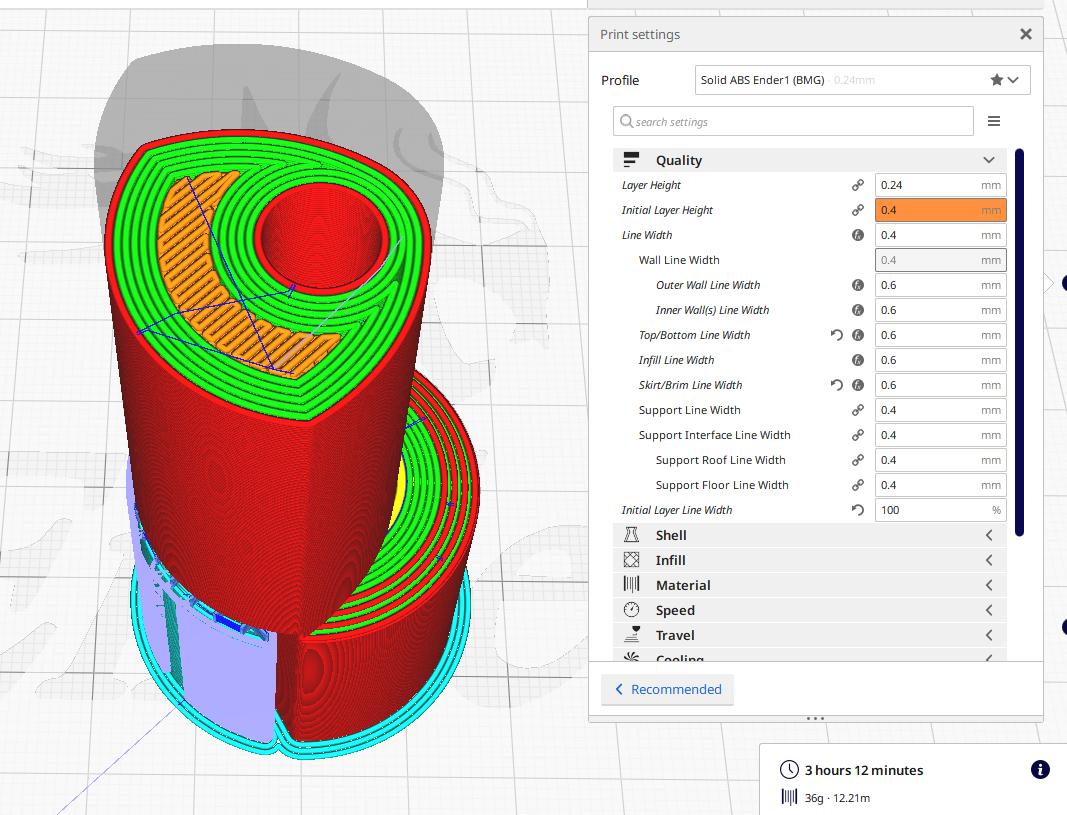 Print settings
Profile
Solid ABS Ender1 (BMG) - 0.24mm
search settings
Quality
Layer Height 0.24 mm
Initial Layer Height 0.4 mm
Line Width 0.4 mm
Wall Line Width 0.4 mm
Outer Wall Line Width 0.6 mm
Inner Wall(s) Line Width 0.6 mm
Top/Bottom Line Width 0.6 mm
Infill Line Width 0.6 mm
Skirt/Brim Line Width 0.6 mm
Support Line Width 0.4 mm
Support Interface Line Width 0.4 mm
Support Roof Line Width 0.4 mm
Support Floor Line Width 0.4 mm
Initial Layer Line Width 100 %
Shell
Infill
Material
Speed
Travel
Cooling
Recommended
3 hours 12 minutes
36g · 12.21m